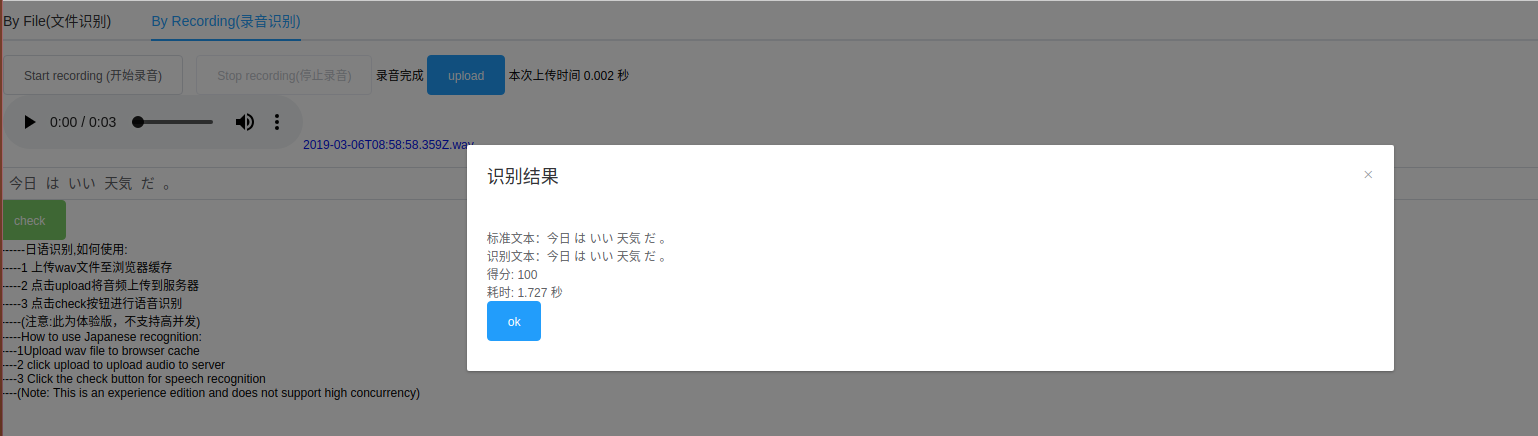 By File(文件识别) By Recording(录音识别)
Start recording (开始录音) Stop recording(停止录音) 录音完成 upload 本次上传时间 0.002 秒
0:00 / 0:03
2019-03-06T08:58:58.359Z.wav
今日 は いい 天気 だ 。
check
------日语识别,如何使用:
-----1 上传wav文件至浏览器缓存
-----2 点击upload将音频上传到服务器
-----3 点击check按钮进行语音识别
-----(注意:此为体验版，不支持高并发)
-----How to use Japanese recognition:
----1Upload wav file to browser cache
----2 click upload to upload audio to server
----3 Click the check button for speech recognition
----(Note: This is an experience edition and does not support high concurrency)
识别结果
标准文本：今日 は いい 天気 だ 。
识别文本：今日 は いい 天気 だ 。
得分: 100
耗时: 1.727 秒
ok